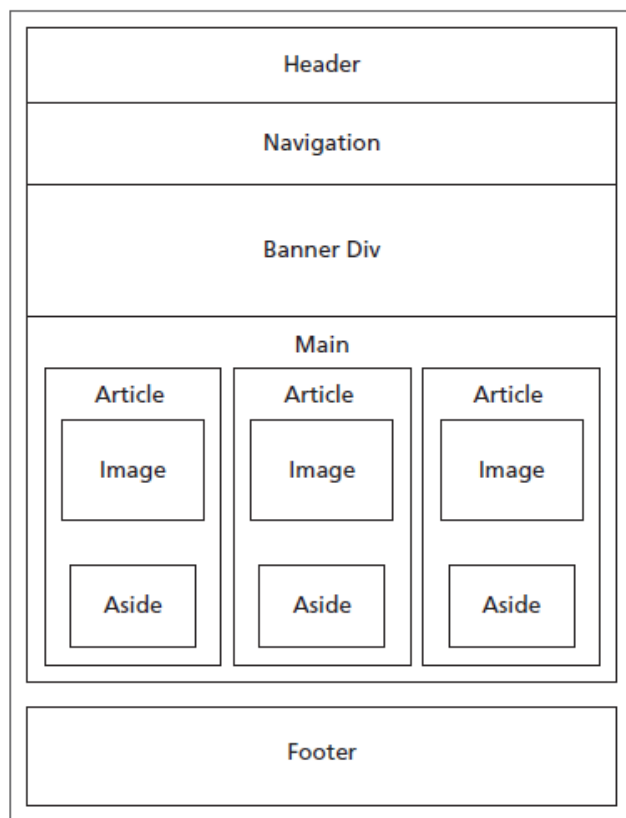 Header
Navigation
Banner Div
Main
Article Article Article
Image Image Image
Aside Aside Aside
Footer